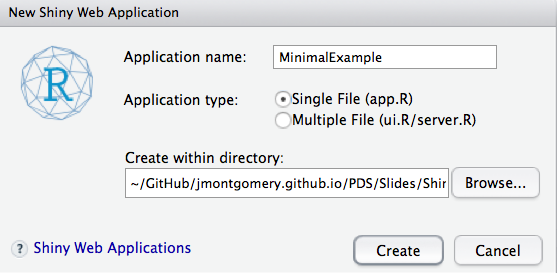 New Shiny Web Application
R
Application name: MinimalExample
Application type: Single File (app.R)
Multiple File (ui.R/server.R)
Create within directory:
~/GitHub/jmontgomery.github.io/PDS/Slides/Shir Browse...
? Shiny Web Applications Create Cancel